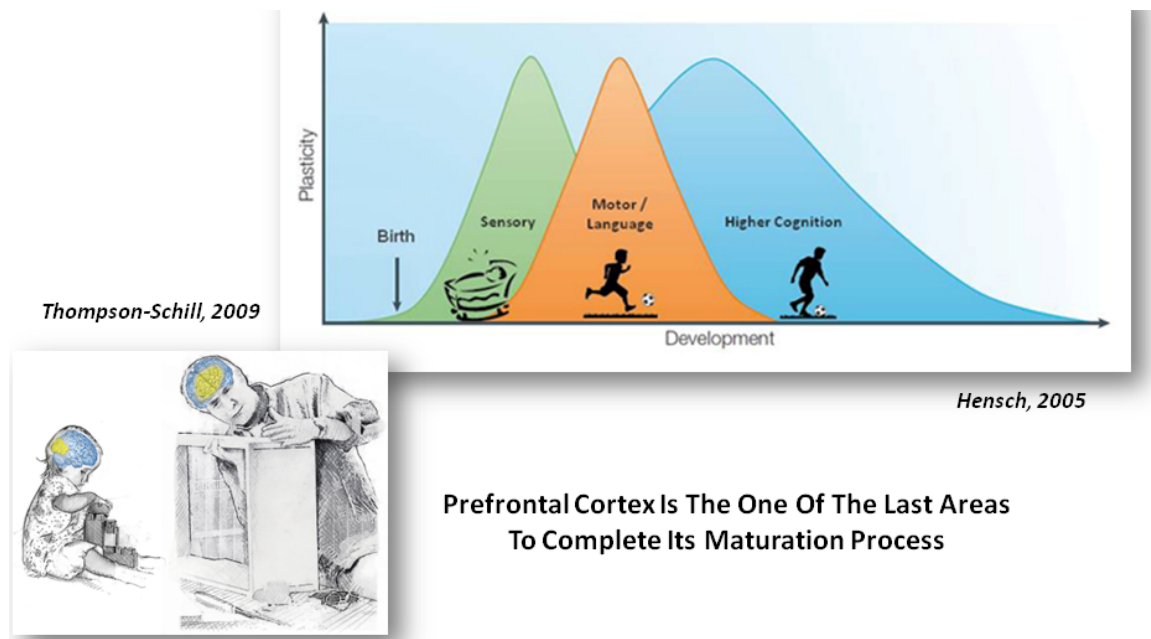 Plasticity
Birth
Sensory
Motor /
Language
Higher Cognition
Development
Thompson-Schill, 2009
Hensch, 2005
Prefrontal Cortex Is The One Of The Last Areas
To Complete Its Maturation Process